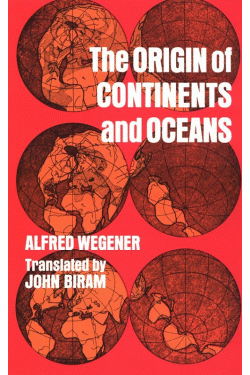 The ORIGIN of
CONTINENTS
and OCEANS
ALFRED WEGENER
Translated by
JOHN BIRAM